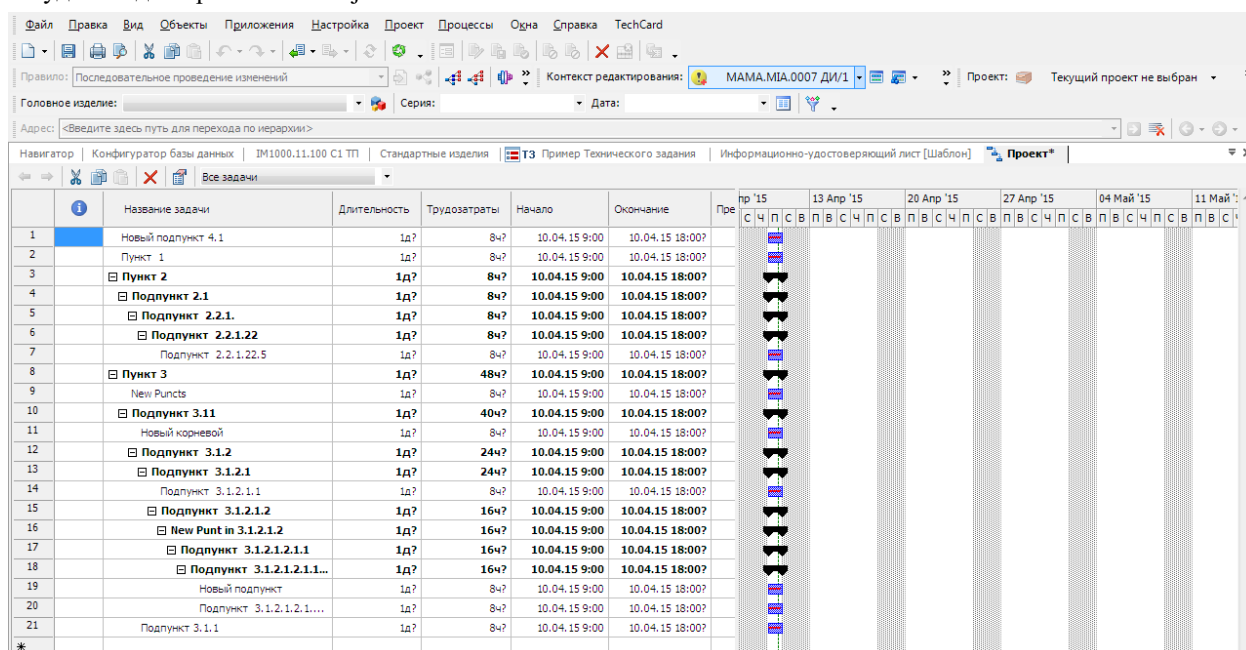 Файл Правка Вид Объекты Приложения Настройка Проект Процессы Окна Справка TechCard
Правило: Последовательное проведение изменений Контекст редактирования: MAMA.MIA.0007 ДИ/1 Проект: Текущий проект не выбран
Головное изделие: Серия: Дата:
Адрес: <Введите здесь путь для перехода по иерархии>
Навигатор Конфигуратор базы данных IM1000.11.100 С1 ТП Стандартные изделия ТЗ Пример Технического задания Информационно-удостоверяющий лист [Шаблон] Проект*
Все задачи
Название задачи Длительность Трудозатраты Начало Окончание Пре пр '15 13 Апр '15 20 Апр '15 27 Апр '15 04 Май '15 11 Май '
С Ч П С В П В С Ч П С В П В С Ч П С В П В С Ч П С В П В С Ч П С В П В С
1 Новый подпункт 4.1 1д? 8ч? 10.04.15 9:00 10.04.15 18:00?
2 Пункт 1 1д? 8ч? 10.04.15 9:00 10.04.15 18:00?
3 Пункт 2 1д? 8ч? 10.04.15 9:00 10.04.15 18:00?
4 Подпункт 2.1 1д? 8ч? 10.04.15 9:00 10.04.15 18:00?
5 Подпункт 2.2.1. 1д? 8ч? 10.04.15 9:00 10.04.15 18:00?
6 Подпункт 2.2.1.22 1д? 8ч? 10.04.15 9:00 10.04.15 18:00?
7 Подпункт 2.2.1.22.5 1д? 8ч? 10.04.15 9:00 10.04.15 18:00?
8 Пункт 3 1д? 48ч? 10.04.15 9:00 10.04.15 18:00?
9 New Puncts 1д? 8ч? 10.04.15 9:00 10.04.15 18:00?
10 Подпункт 3.11 1д? 40ч? 10.04.15 9:00 10.04.15 18:00?
11 Новый корневой 1д? 8ч? 10.04.15 9:00 10.04.15 18:00?
12 Подпункт 3.1.2 1д? 24ч? 10.04.15 9:00 10.04.15 18:00?
13 Подпункт 3.1.2.1 1д? 24ч? 10.04.15 9:00 10.04.15 18:00?
14 Подпункт 3.1.2.1.1 1д? 8ч? 10.04.15 9:00 10.04.15 18:00?
15 Подпункт 3.1.2.1.2 1д? 16ч? 10.04.15 9:00 10.04.15 18:00?
16 New Punt in 3.1.2.1.2 1д? 16ч? 10.04.15 9:00 10.04.15 18:00?
17 Подпункт 3.1.2.1.2.1.1 1д? 16ч? 10.04.15 9:00 10.04.15 18:00?
18 Подпункт 3.1.2.1.2.1.1... 1д? 16ч? 10.04.15 9:00 10.04.15 18:00?
19 Новый подпункт 1д? 8ч? 10.04.15 9:00 10.04.15 18:00?
20 Подпункт 3.1.2.1.2.1.... 1д? 8ч? 10.04.15 9:00 10.04.15 18:00?
21 Подпункт 3.1.1 1д? 8ч? 10.04.15 9:00 10.04.15 18:00?